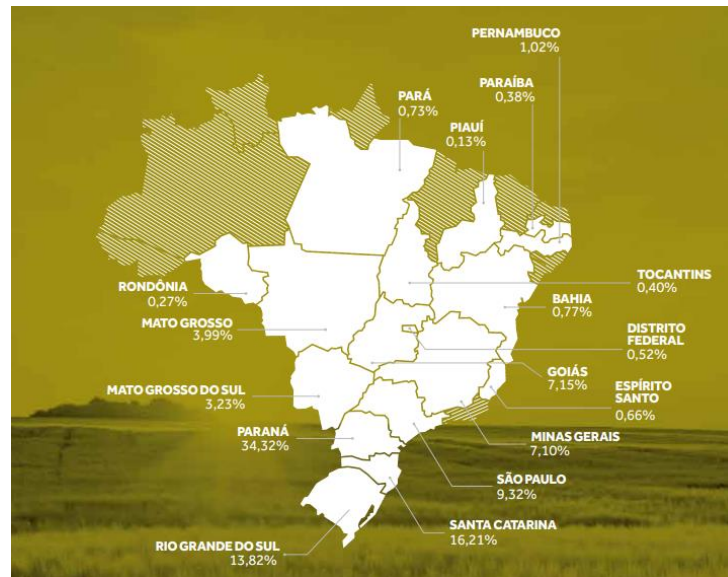 PERNAMBUCO
1,02%
PARAÍBA
0,38%
PARÁ
0,73%
PIAUÍ
0,13%
TOCANTINS
0,40%
RONDÔNIA
0,27%
BAHIA
0,77%
MATO GROSSO
3,99%
DISTRITO
FEDERAL
0,52%
GOIÁS
7,15%
ESPÍRITO
SANTO
0,66%
MATO GROSSO DO SUL
3,23%
PARANÁ
34,32%
MINAS GERAIS
7,10%
SÃO PAULO
9,32%
SANTA CATARINA
16,21%
RIO GRANDE DO SUL
13,82%